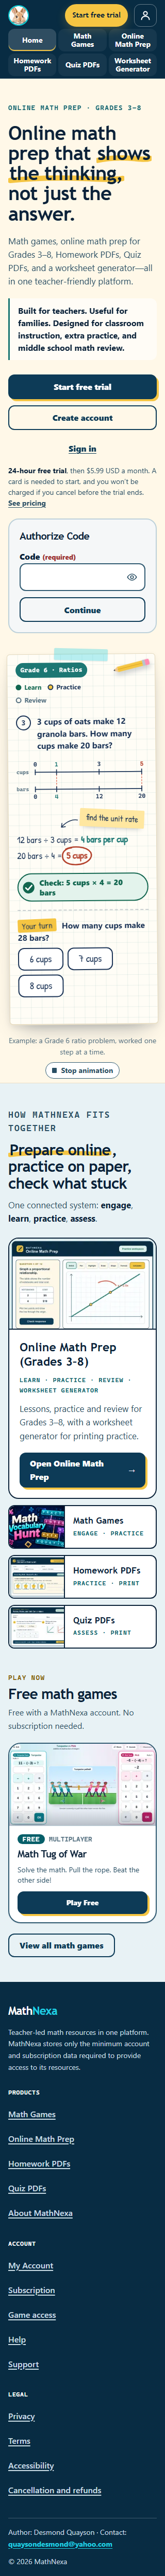 Start free trial
Home
Math Games
Online Math Prep
Homework PDFs
Quiz PDFs
Worksheet Generator
ONLINE MATH PREP · GRADES 3–8
Online math
prep that shows
the thinking,
not just the
answer.
Math games, online math prep for
Grades 3–8, Homework PDFs, Quiz
PDFs, and a worksheet generator—all
in one teacher-friendly platform.
Built for teachers. Useful for
families. Designed for classroom
instruction, extra practice, and
middle school math review.
Start free trial
Create account
Sign in
24-hour free trial, then $5.99 USD a month. A
card is needed to start, and you won't be
charged if you cancel before the trial ends.
See pricing
Authorize Code
Code (required)
Continue
Grade 6 · Ratios
Learn
Practice
Review
3
3 cups of oats make 12
granola bars. How many
cups make 20 bars?
0 1 3 5
cups
bars
0 4 12 20
find the unit rate
12 bars ÷ 3 cups = 4 bars per cup
20 bars ÷ 4 = 5 cups
Check: 5 cups × 4 = 20
bars
Your turn How many cups make
28 bars?
6 cups
7 cups
8 cups
Example: a Grade 6 ratio problem, worked one
step at a time.
Stop animation
HOW MATHNEXA FITS
TOGETHER
Prepare online,
practice on paper,
check what stuck
One connected system: engage,
learn, practice, assess.
Online Math Prep
Online Math Prep
(Grades 3-8)
LEARN · PRACTICE · REVIEW ·
WORKSHEET GENERATOR
Lessons, practice and review for
Grades 3–8, with a worksheet
generator for printing practice.
Open Online Math
Prep →
Math Vocabulary Hunt
Math Games
ENGAGE · PRACTICE
Homework PDFs
PRACTICE · PRINT
Quiz PDFs
ASSESS · PRINT
PLAY NOW
Free math games
Free with a MathNexa account. No
subscription needed.
FREE MULTIPLAYER
Math Tug of War
Solve the math. Pull the rope. Beat the
other side!
Play Free
View all math games
MathNexa
Teacher-led math resources in one platform.
MathNexa stores only the minimum account
and subscription data required to provide
access to its resources.
PRODUCTS
Math Games
Online Math Prep
Homework PDFs
Quiz PDFs
About MathNexa
ACCOUNT
My Account
Subscription
Game access
Help
Support
LEGAL
Privacy
Terms
Accessibility
Cancellation and refunds
Author: Desmond Quayson · Contact:
quaysondesmond@yahoo.com
© 2026 MathNexa